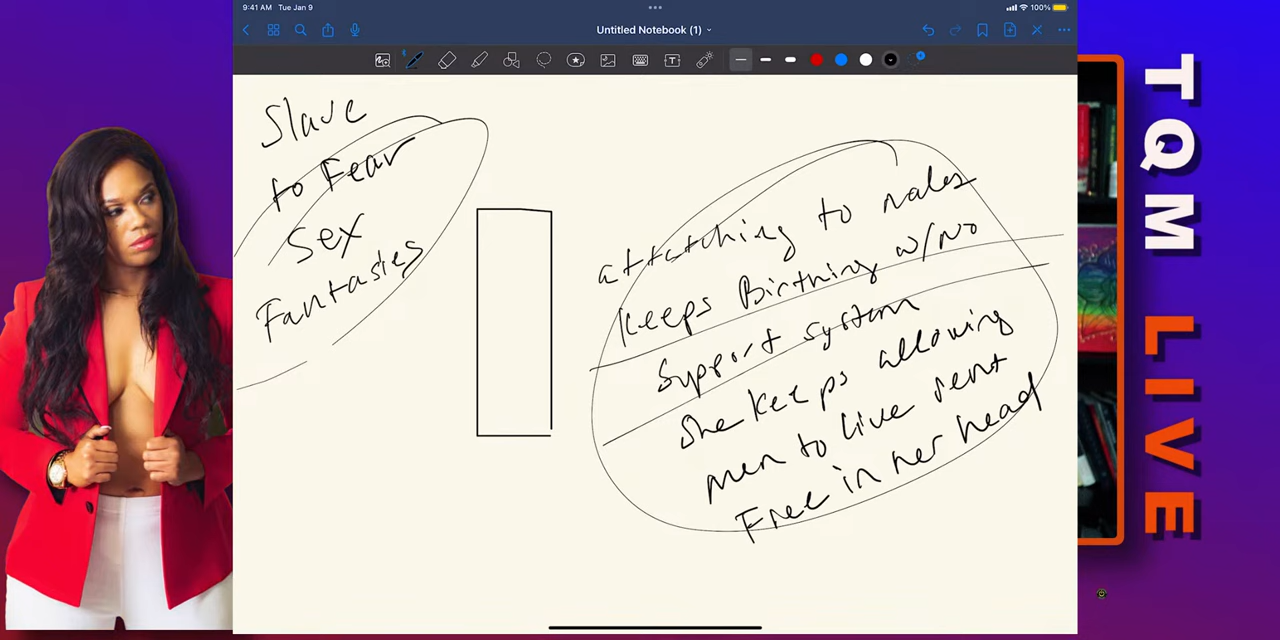 9:41 AM Tue Jan 9
100%
Untitled Notebook (1)
Slave
to Fear
Sex
Fantasies
attatching to males
keeps Birthing w/No
Support system
She keeps allowing
men to live rent
Free in her head
TQM LIVE